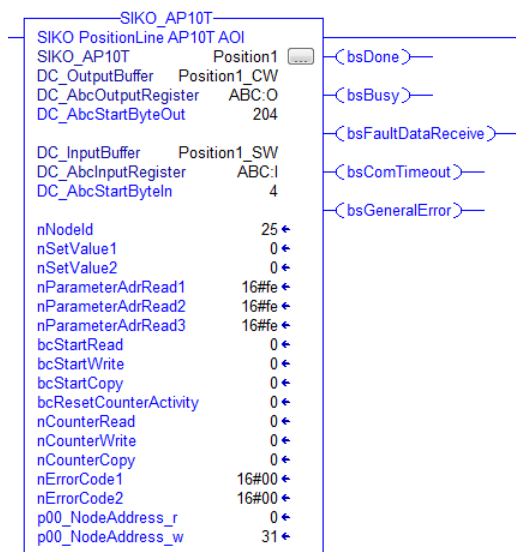 SIKO_AP10T
SIKO PositionLine AP10T AOI
SIKO_AP10T Position1 ...
bsDone
DC_OutputBuffer Position1_CW
DC_AbcOutputRegister ABC:O
bsBusy
DC_AbcStartByteOut 204
bsFaultDataReceive
DC_InputBuffer Position1_SW
DC_AbcInputRegister ABC:I
bsComTimeout
DC_AbcStartByteIn 4
bsGeneralError
nNodeId 25
nSetValue1 0
nSetValue2 0
nParameterAdrRead1 16#fe
nParameterAdrRead2 16#fe
nParameterAdrRead3 16#fe
bcStartRead 0
bcStartWrite 0
bcStartCopy 0
bcResetCounterActivity 0
nCounterRead 0
nCounterWrite 0
nCounterCopy 0
nErrorCode1 16#00
nErrorCode2 16#00
p00_NodeAddress_r 0
p00_NodeAddress_w 31